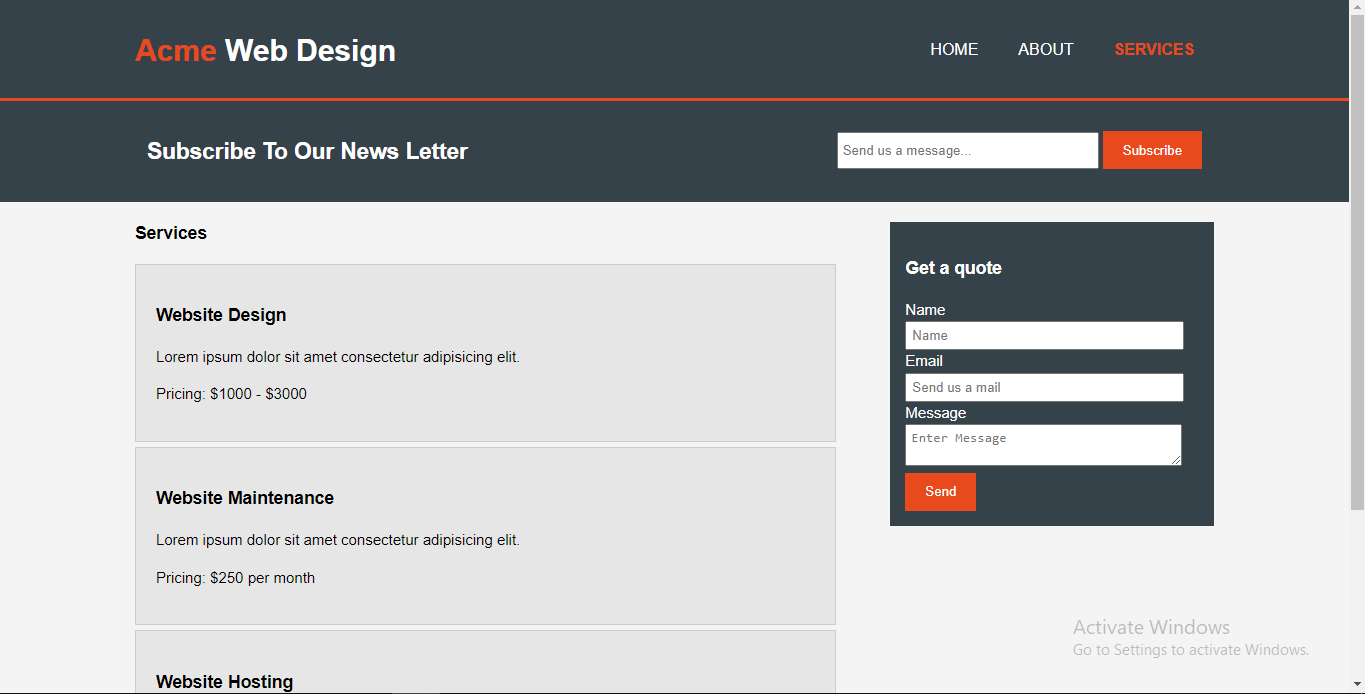 Acme Web Design
HOME ABOUT SERVICES
Subscribe To Our News Letter
Send us a message...
Subscribe
Services
Website Design
Lorem ipsum dolor sit amet consectetur adipisicing elit.
Pricing: $1000 - $3000
Website Maintenance
Lorem ipsum dolor sit amet consectetur adipisicing elit.
Pricing: $250 per month
Website Hosting
Get a quote
Name
Name
Email
Send us a mail
Message
Enter Message
Send
Activate Windows
Go to Settings to activate Windows.